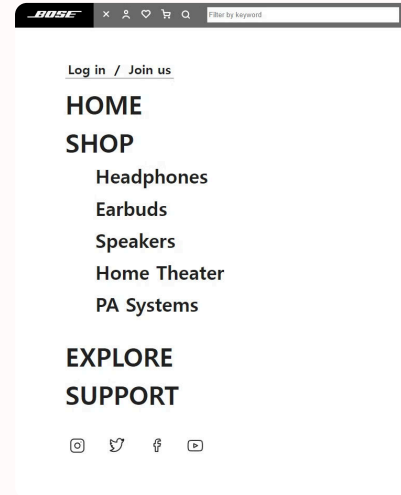 BOSE
Filter by keyword
Log in / Join us
HOME
SHOP
Headphones
Earbuds
Speakers
Home Theater
PA Systems
EXPLORE
SUPPORT